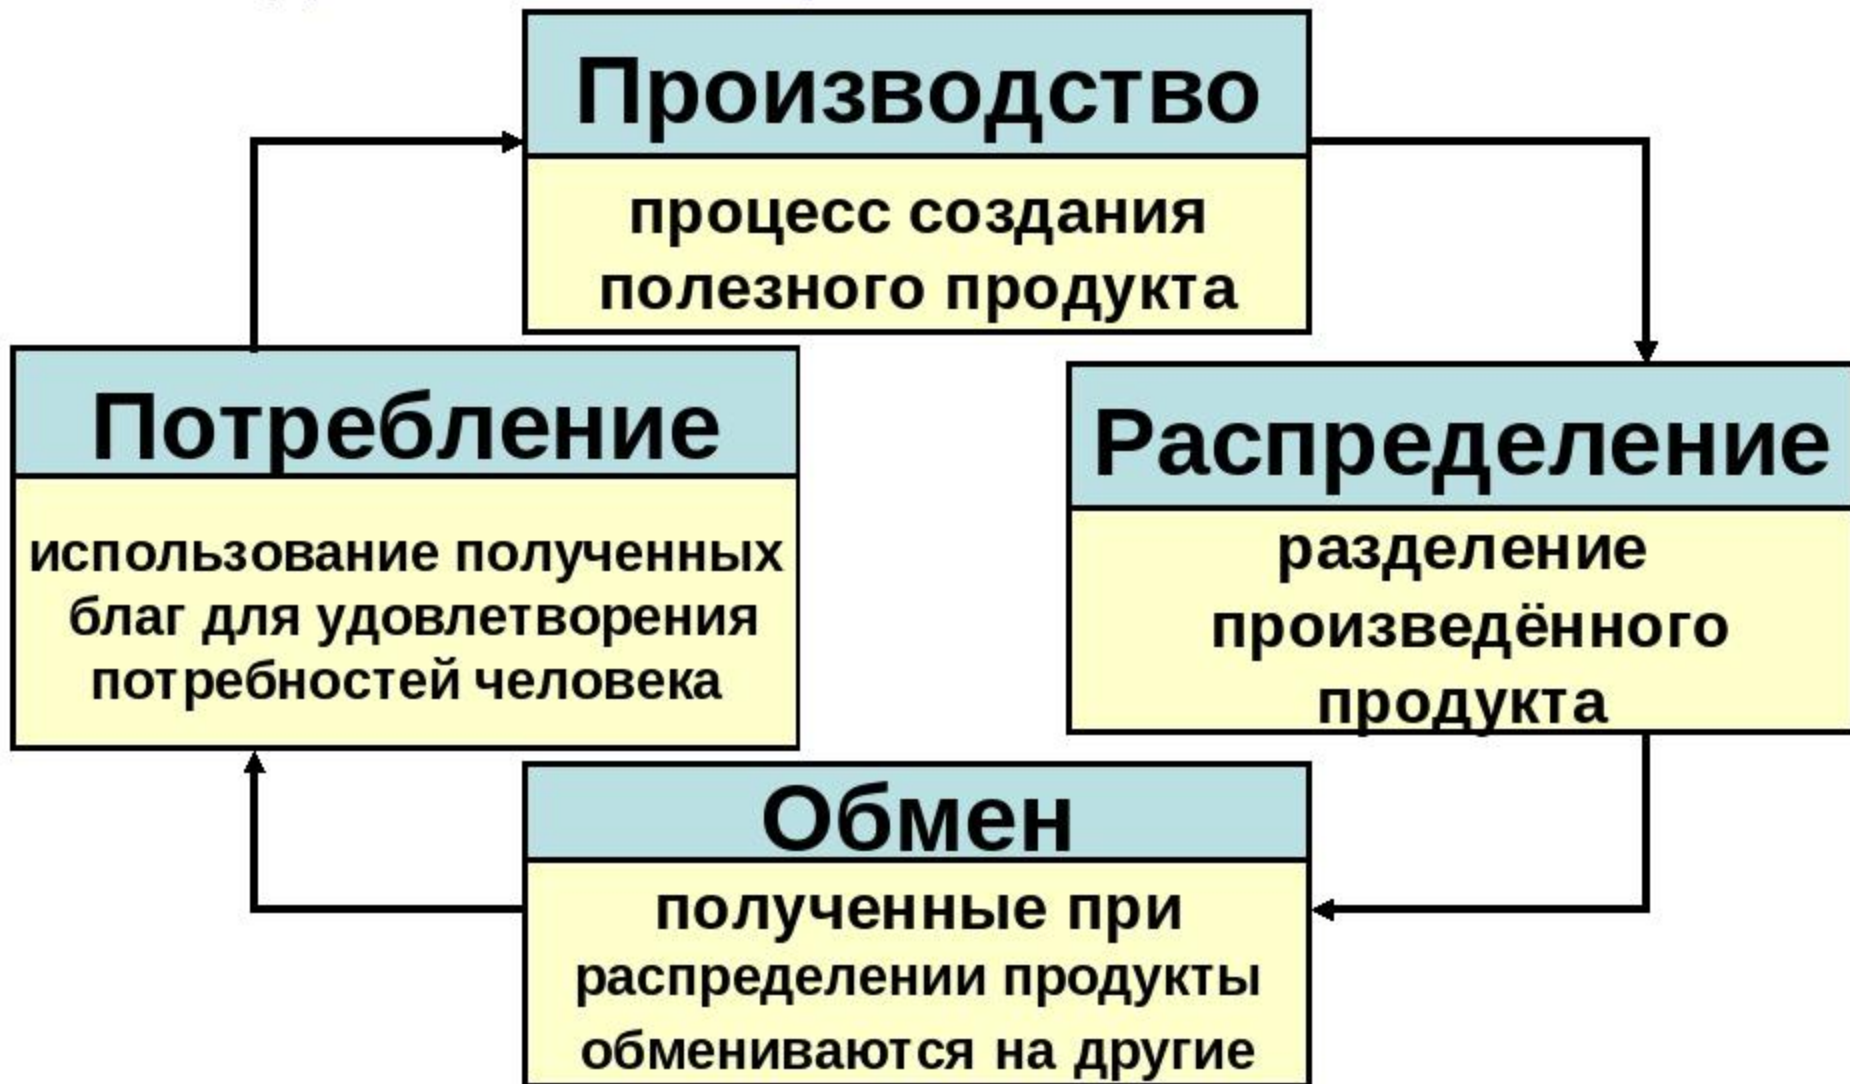 Производство
процесс создания
полезного продукта
Потребление
использование полученных
благ для удовлетворения
потребностей человека
Распределение
разделение
произведённого
продукта
Обмен
полученные при
распределении продукты
обмениваются на другие